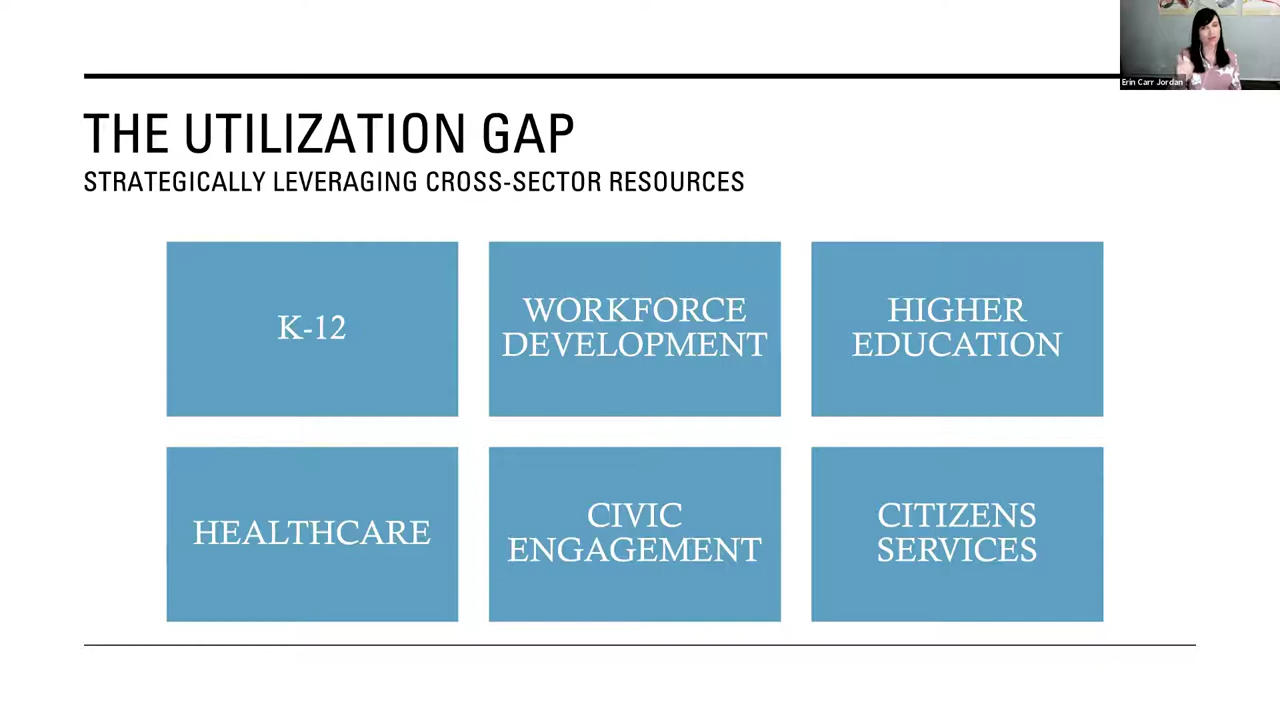 Erin Carr Jordan
THE UTILIZATION GAP
STRATEGICALLY LEVERAGING CROSS-SECTOR RESOURCES
K-12
WORKFORCE
DEVELOPMENT
HIGHER
EDUCATION
HEALTHCARE
CIVIC
ENGAGEMENT
CITIZENS
SERVICES